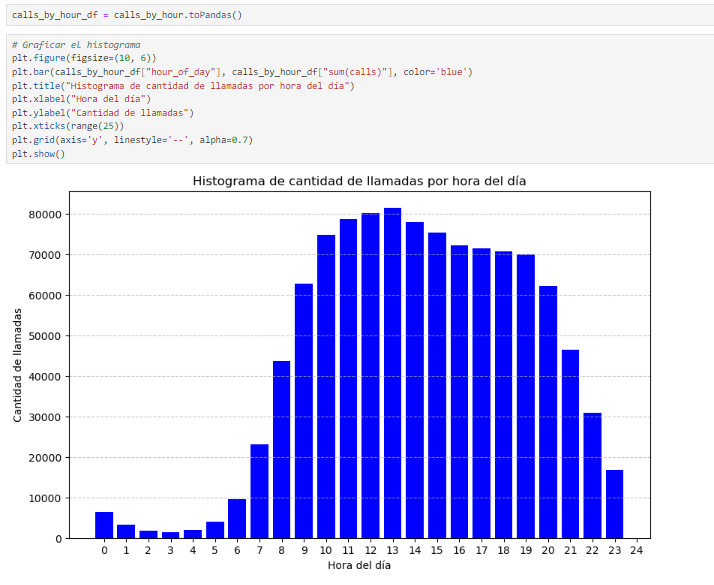 calls_by_hour_df = calls_by_hour.toPandas()
# Graficar el histograma
plt.figure(figsize=(10, 6))
plt.bar(calls_by_hour_df["hour_of_day"], calls_by_hour_df["sum(calls)"], color='blue')
plt.title("Histograma de cantidad de llamadas por hora del día")
plt.xlabel("Hora del día")
plt.ylabel("Cantidad de llamadas")
plt.xticks(range(25))
plt.grid(axis='y', linestyle='--', alpha=0.7)
plt.show()
Histograma de cantidad de llamadas por hora del día
80000
70000
60000
50000
40000
30000
20000
10000
0
Cantidad de llamadas
0 1 2 3 4 5 6 7 8 9 10 11 12 13 14 15 16 17 18 19 20 21 22 23 24
Hora del día